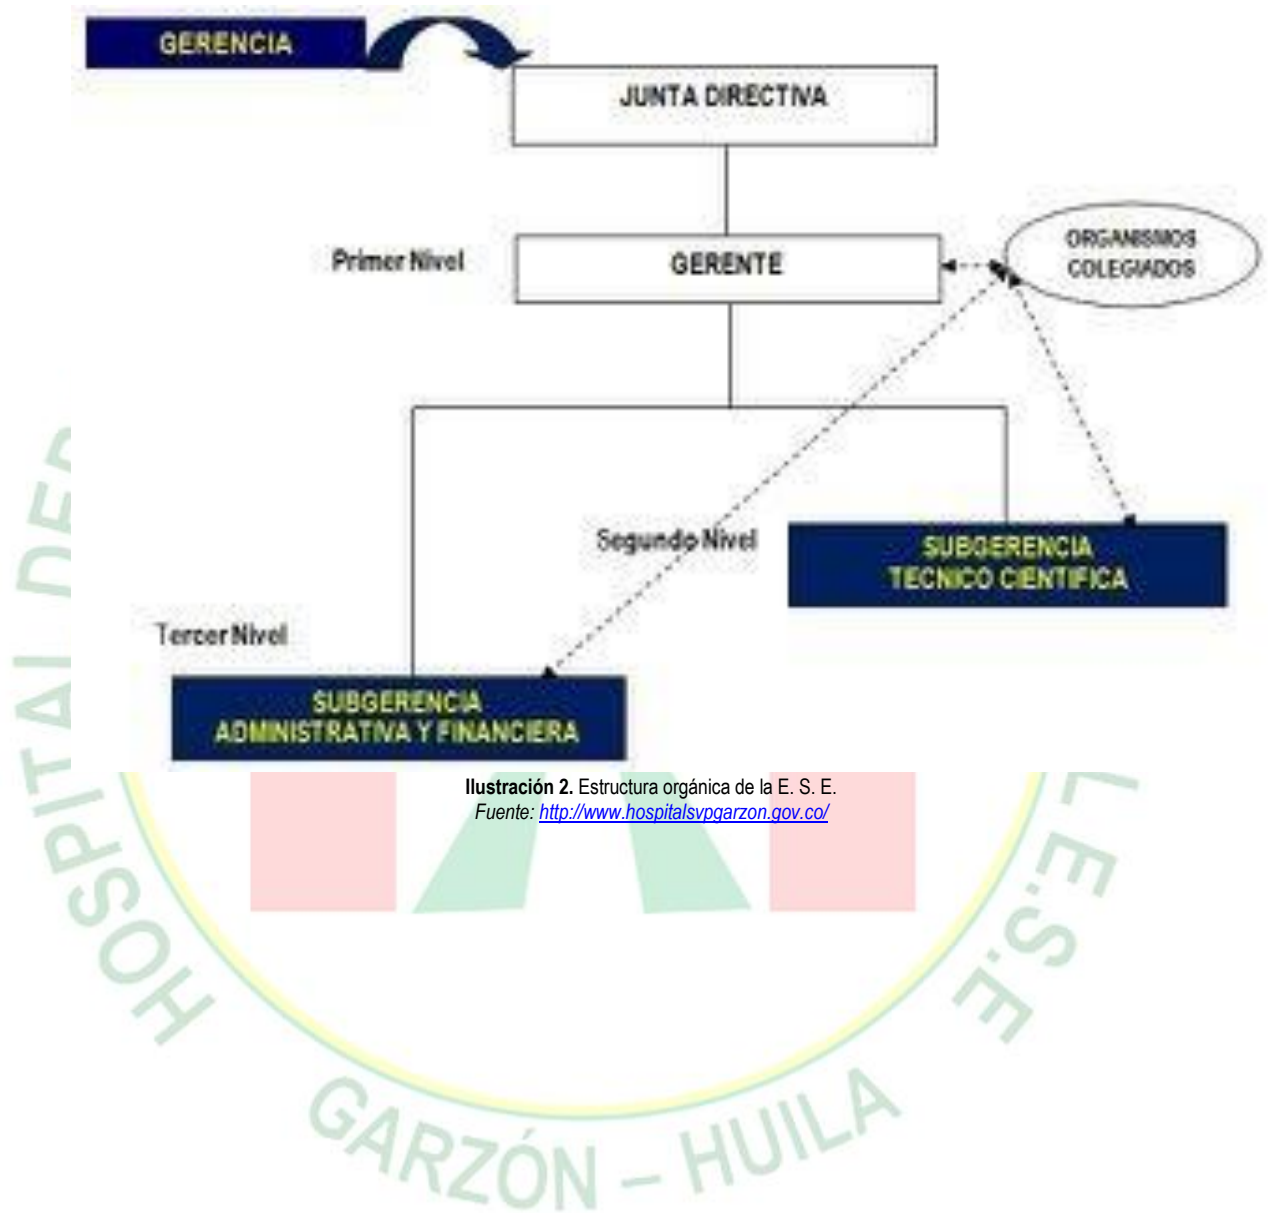 GERENCIA
JUNTA DIRECTIVA
Primer Nivel
GERENTE
ORGANISMOS
COLEGIADOS
Segundo Nivel
SUBGERENCIA
TECNICO CIENTIFICA
Tercer Nivel
SUBGERENCIA
ADMINISTRATIVA Y FINANCIERA
Ilustración 2. Estructura orgánica de la E. S. E.
Fuente: http://www.hospitalsvpgarzon.gov.co/
HOSPITAL
L E.S.E
GARZÓN – HUILA